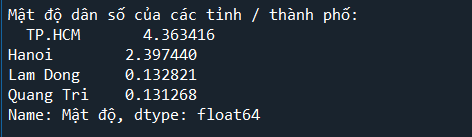 Mật độ dân số của các tỉnh / thành phố:
TP.HCM 4.363416
Hanoi 2.397440
Lam Dong 0.132821
Quang Tri 0.131268
Name: Mật độ, dtype: float64